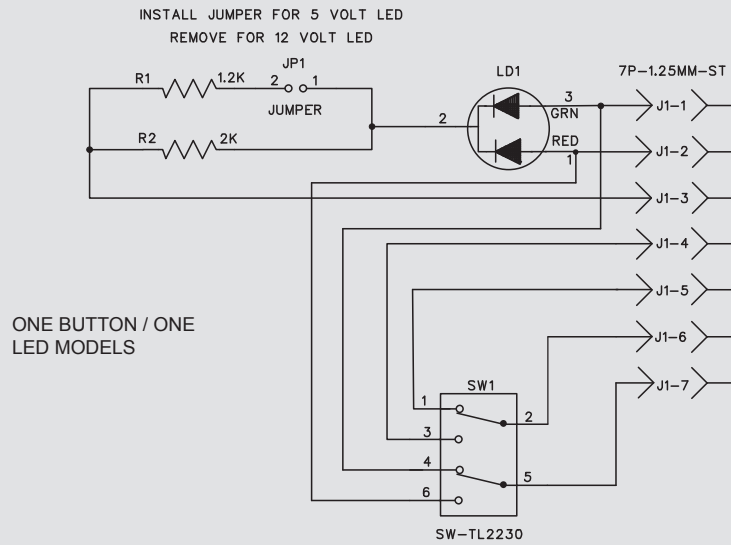 INSTALL JUMPER FOR 5 VOLT LED
REMOVE FOR 12 VOLT LED
JP1
R1 1.2K 2 1
JUMPER
R2 2K
LD1
2
3
GRN
RED
1
7P-1.25MM-ST
J1-1
J1-2
J1-3
J1-4
J1-5
J1-6
J1-7
ONE BUTTON / ONE
LED MODELS
SW1
1
2
3
4
5
6
SW-TL2230